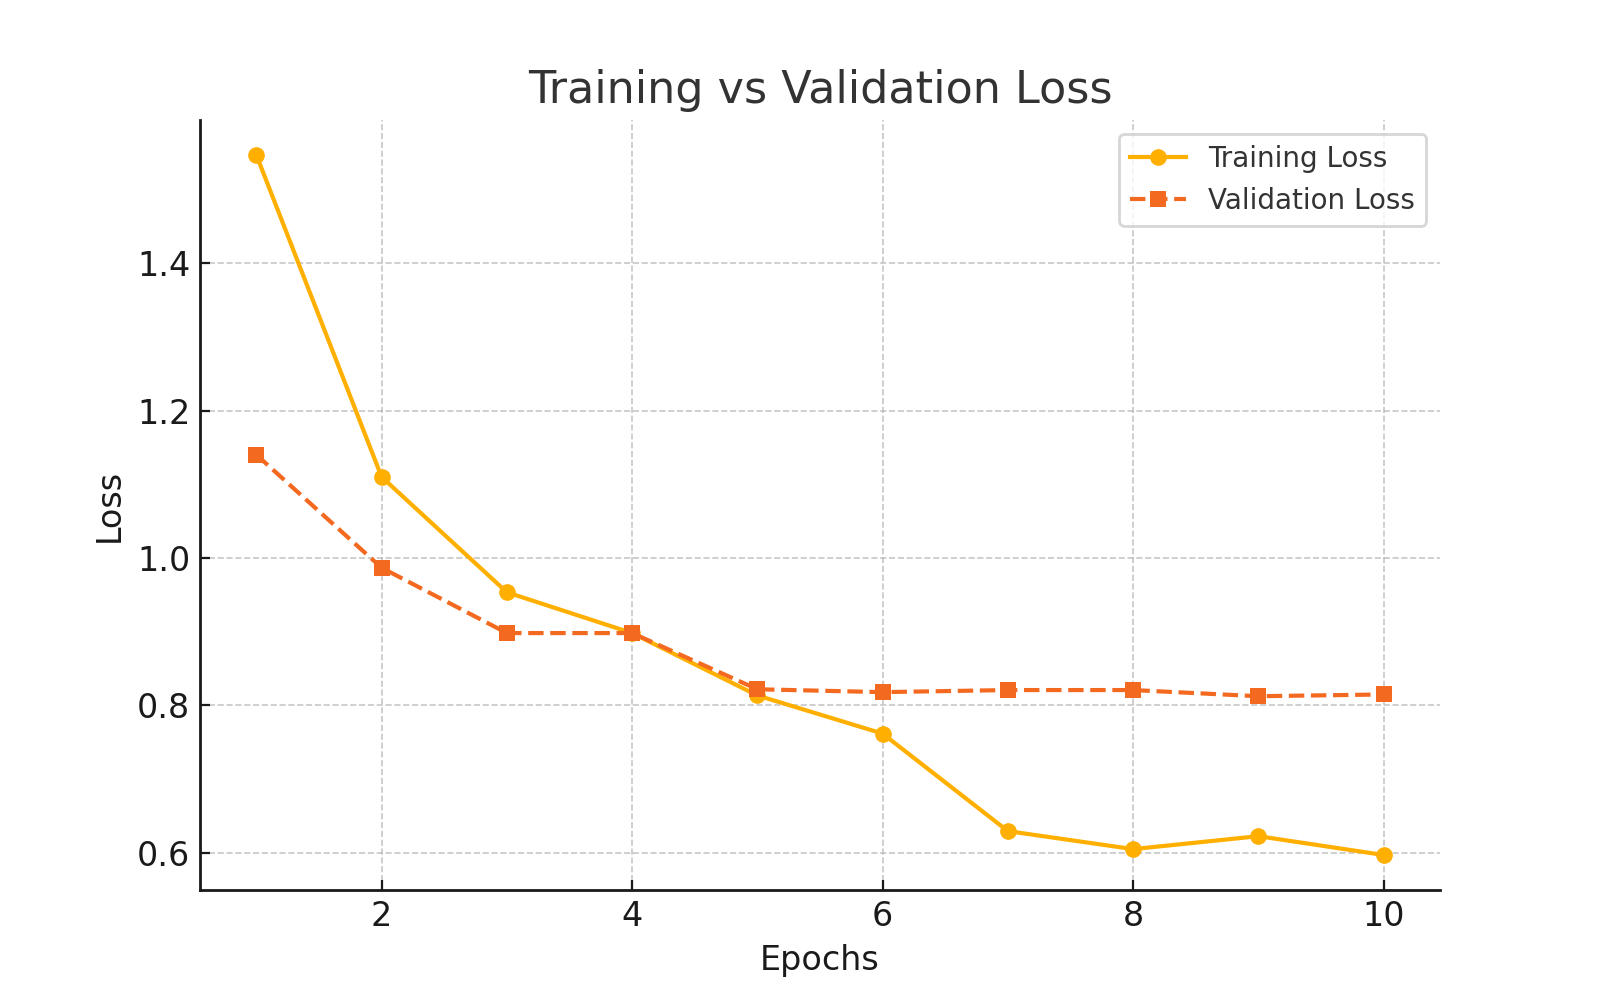 Training vs Validation Loss
Training Loss
Validation Loss
1.4
1.2
1.0
0.8
0.6
Loss
2 4 6 8 10
Epochs